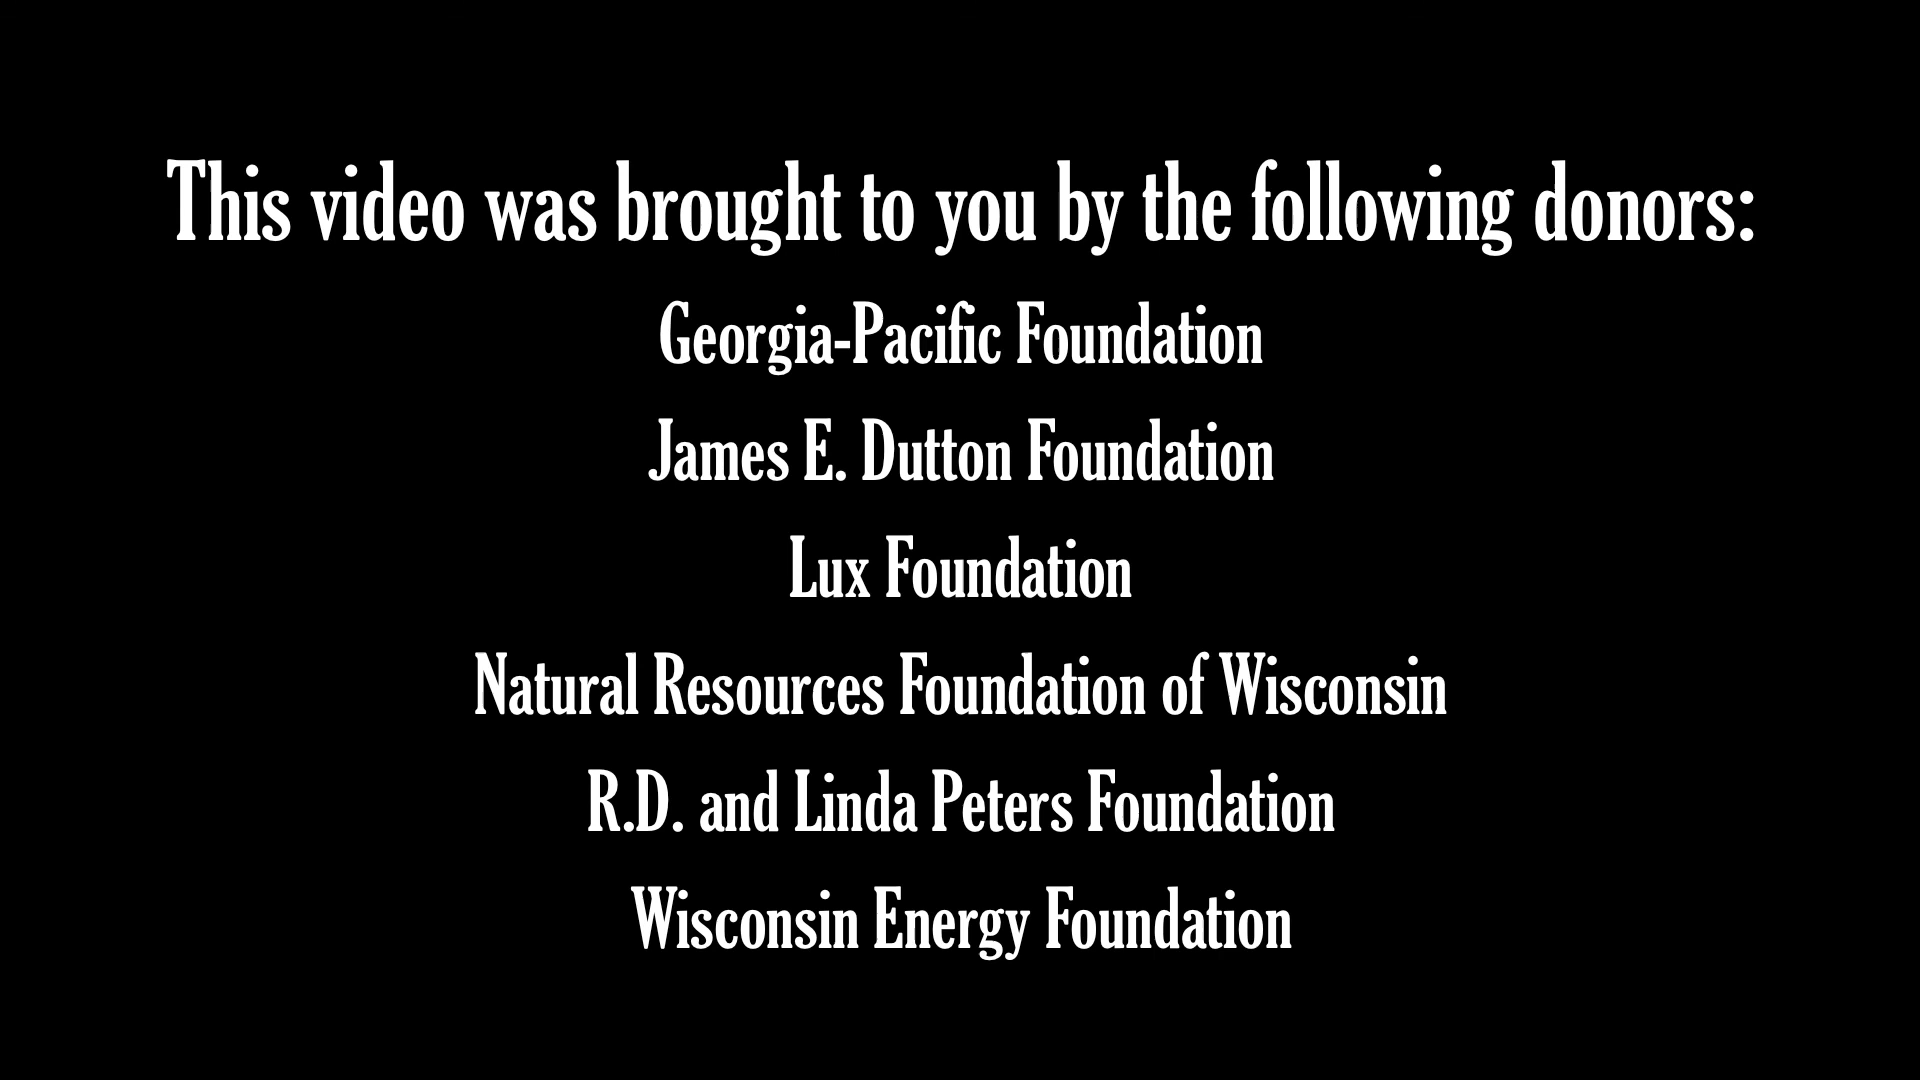 This video was brought to you by the following donors:
Georgia-Pacific Foundation
James E. Dutton Foundation
Lux Foundation
Natural Resources Foundation of Wisconsin
R.D. and Linda Peters Foundation
Wisconsin Energy Foundation